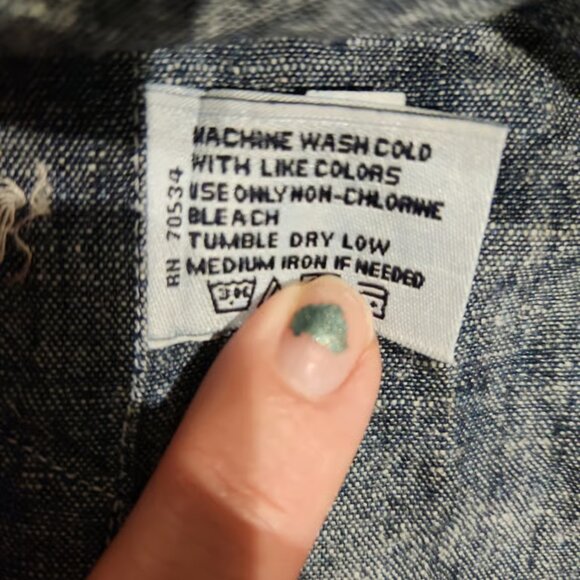 MACHINE WASH COLD
WITH LIKE COLORS
USE ONLY NON-CHLORINE
BLEACH
TUMBLE DRY LOW
MEDIUM IRON IF NEEDED
RN 70534